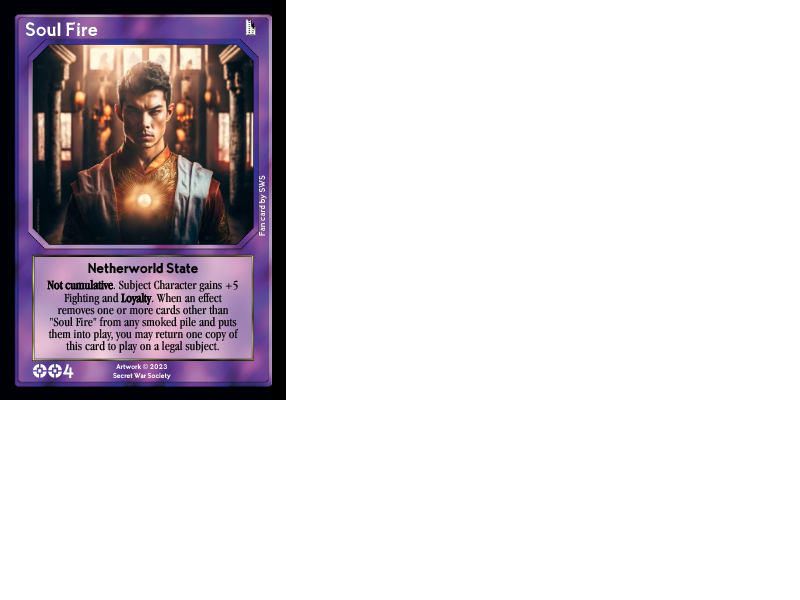 Soul Fire
Fan card by SWS
Netherworld State
Not cumulative. Subject Character gains +5
Fighting and Loyalty. When an effect
removes one or more cards other than
"Soul Fire" from any smoked pile and puts
them into play, you may return one copy of
this card to play on a legal subject.
4
Artwork © 2023
Secret War Society